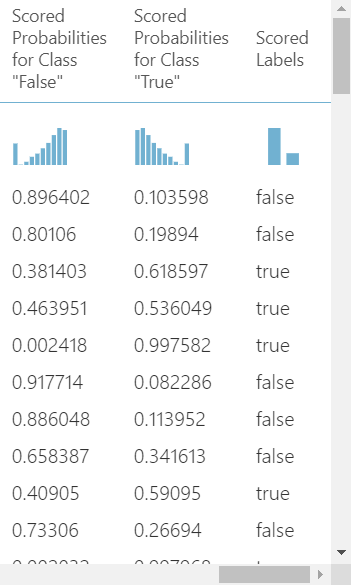 Scored Probabilities for Class "False"
Scored Probabilities for Class "True"
Scored Labels
0.896402 0.103598 false
0.80106 0.19894 false
0.381403 0.618597 true
0.463951 0.536049 true
0.002418 0.997582 true
0.917714 0.082286 false
0.886048 0.113952 false
0.658387 0.341613 false
0.40905 0.59095 true
0.73306 0.26694 false